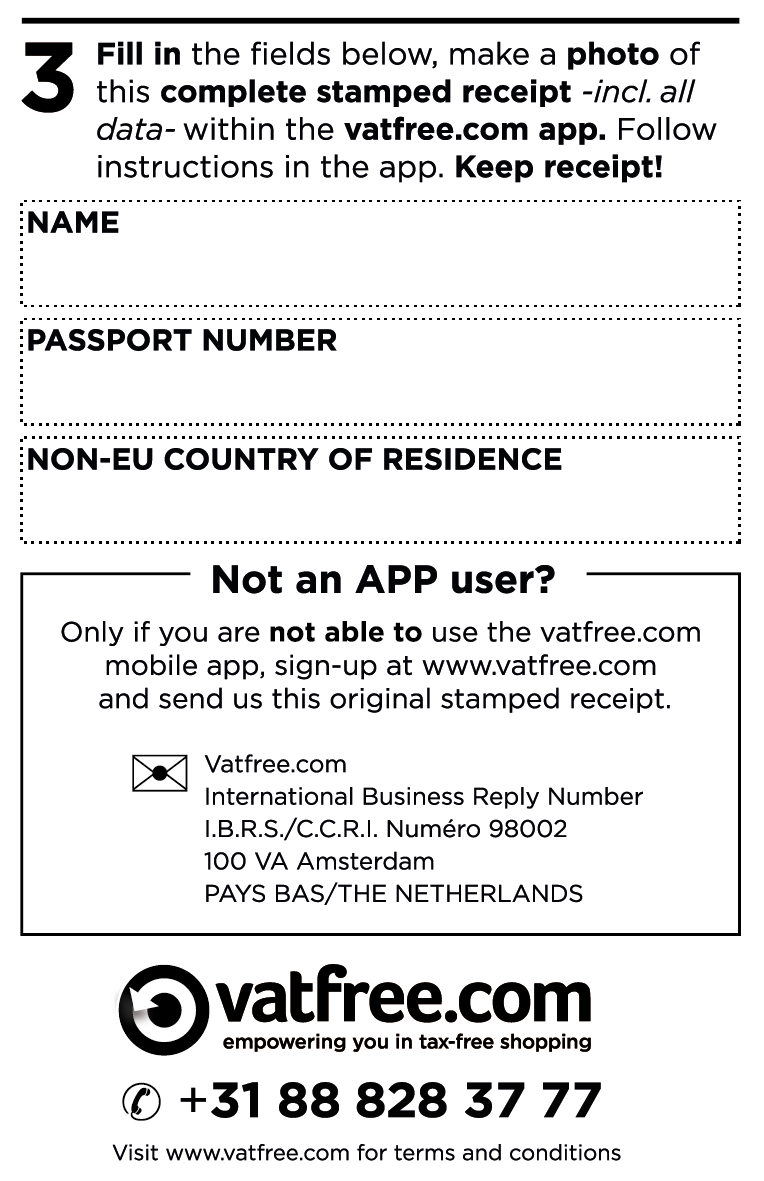 3
Fill in the fields below, make a photo of
this complete stamped receipt -incl. all
data- within the vatfree.com app. Follow
instructions in the app. Keep receipt!
NAME
PASSPORT NUMBER
NON-EU COUNTRY OF RESIDENCE
Not an APP user?
Only if you are not able to use the vatfree.com
mobile app, sign-up at www.vatfree.com
and send us this original stamped receipt.
Vatfree.com
International Business Reply Number
I.B.R.S./C.C.R.I. Numéro 98002
100 VA Amsterdam
PAYS BAS/THE NETHERLANDS
vatfree.com
empowering you in tax-free shopping
+31 88 828 37 77
Visit www.vatfree.com for terms and conditions